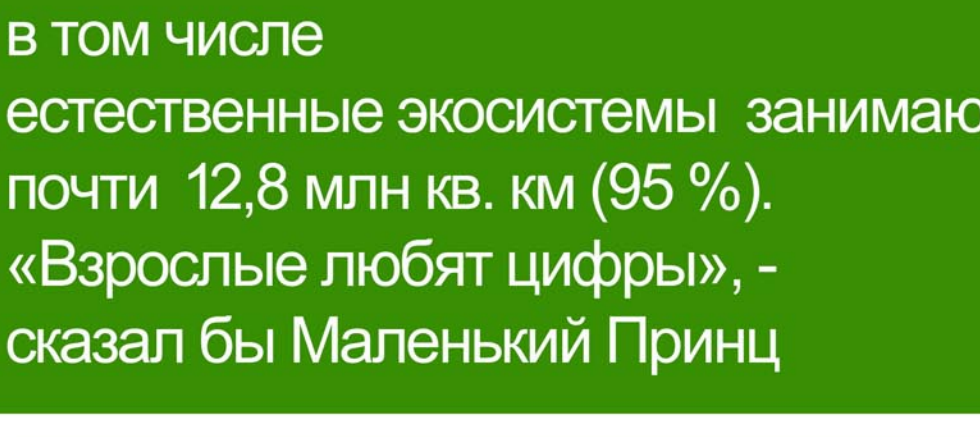 в том числе
естественные экосистемы занимаю
почти 12,8 млн кв. км (95 %).
«Взрослые любят цифры», -
сказал бы Маленький Принц